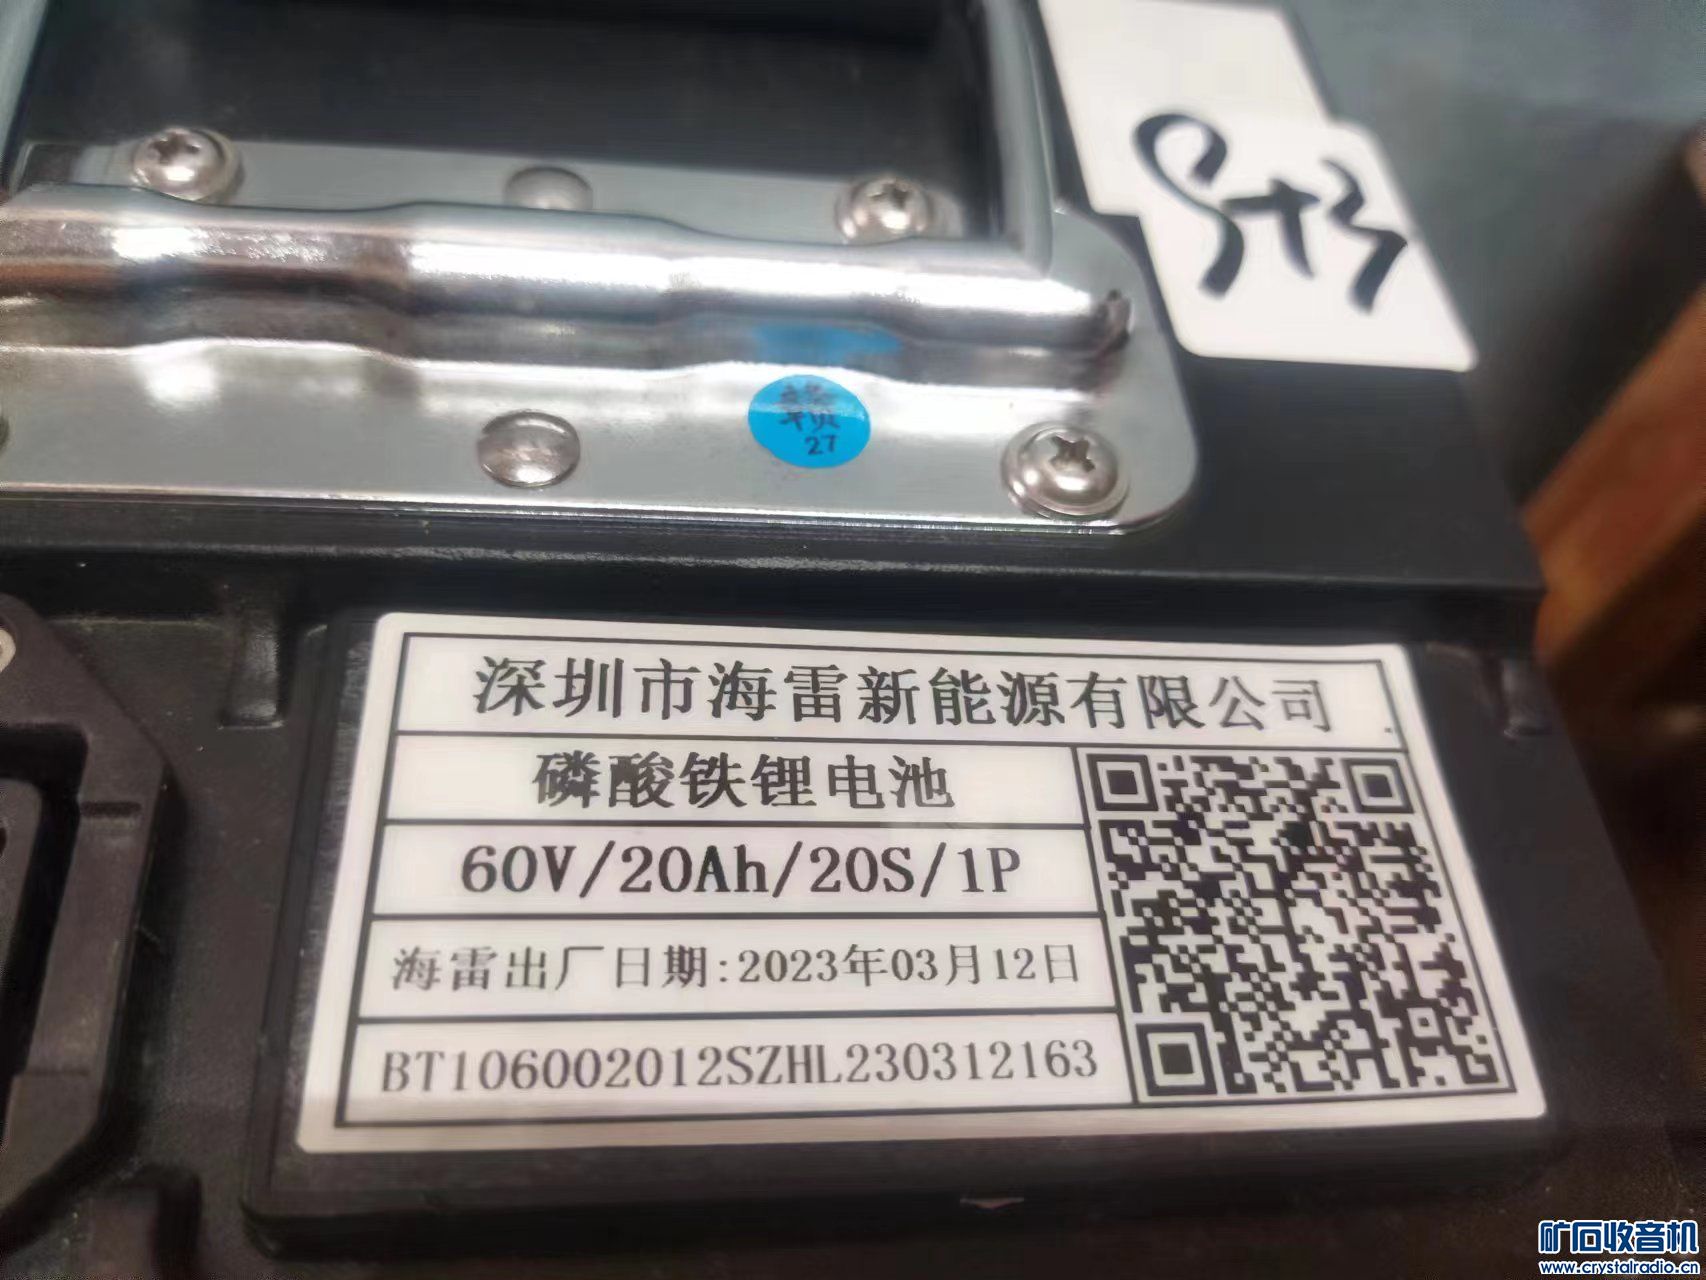 27
深圳市海雷新能源有限公司
磷酸铁锂电池
60V/20Ah/20S/1P
海雷出厂日期:2023年03月12日
BT106002012SZHL230312163
矿石收音机
www.crystalradio.cn